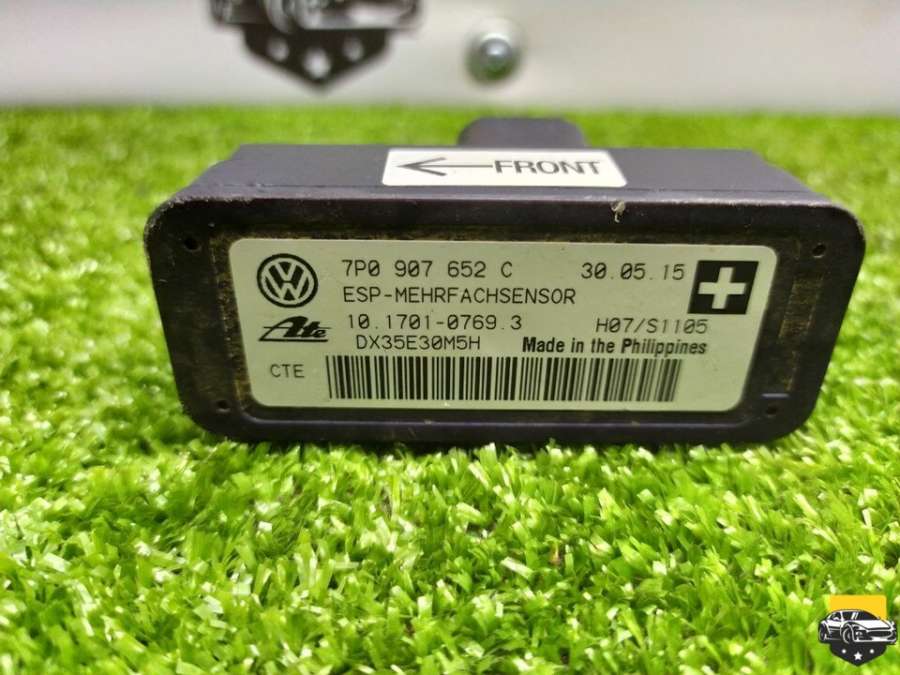 ←FRONT
7P0 907 652 C 30.05.15
ESP-MEHRFACHSENSOR
Ate 10.1701-0769.3 H07/S1105
DX35E30M5H Made in the Philippines
CTE